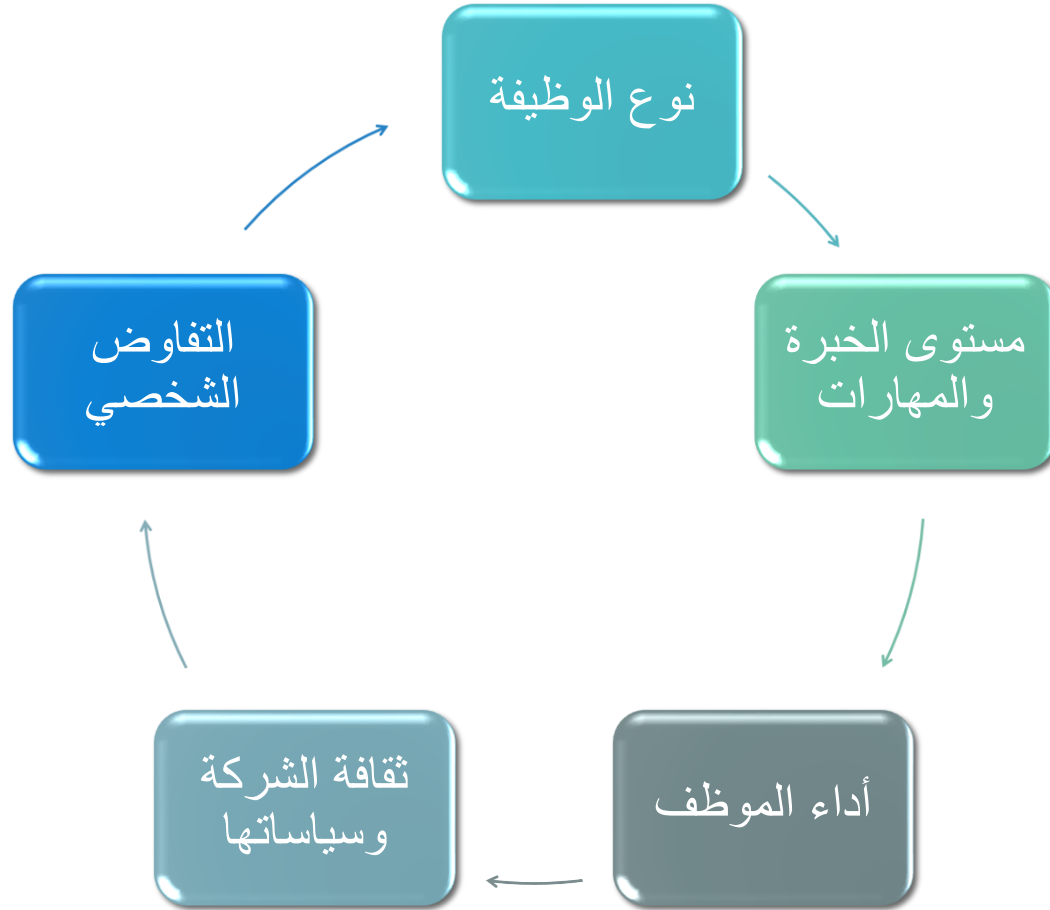 نوع الوظيفة
مستوى الخبرة
والمهارات
أداء الموظف
ثقافة الشركة
وسياساتها
التفاوض
الشخصي